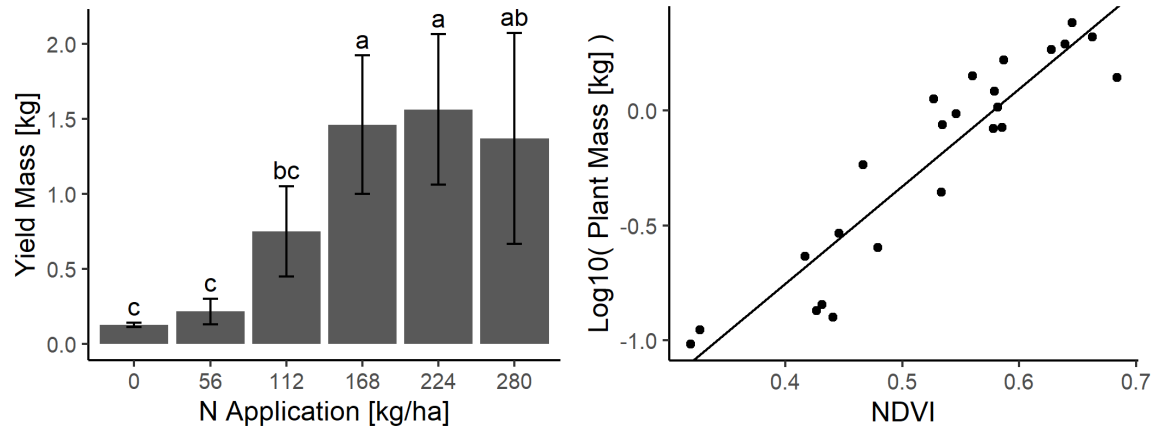 Yield Mass [kg]
2.0
1.5
1.0
0.5
0.0
c
c
bc
a
a
ab
0 56 112 168 224 280
N Application [kg/ha]
Log10( Plant Mass [kg] )
0.0
-0.5
-1.0
0.4 0.5 0.6 0.7
NDVI